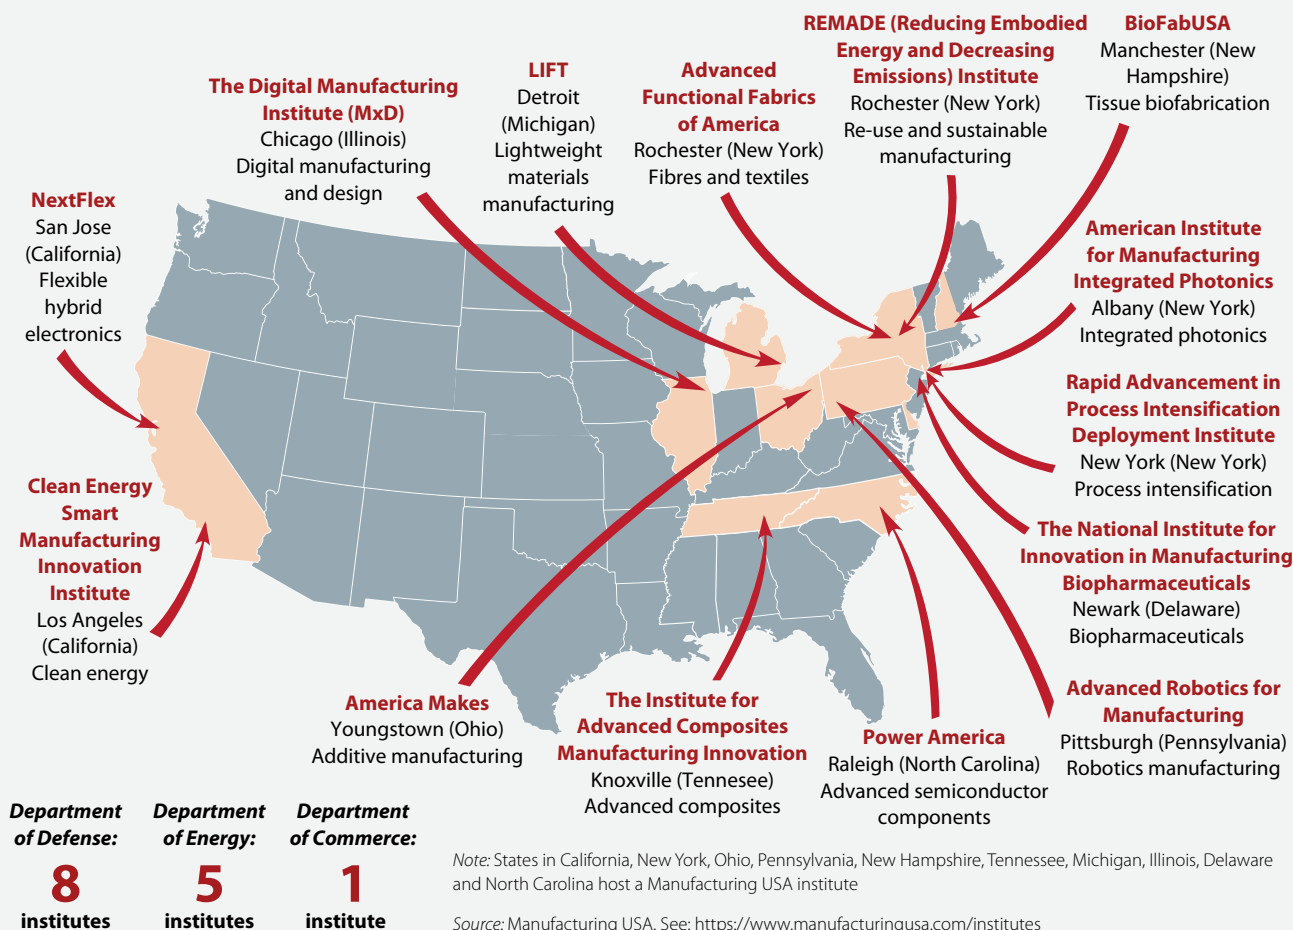 REMADE (Reducing Embodied
Energy and Decreasing
Emissions) Institute
Rochester (New York)
Re-use and sustainable
manufacturing
BioFabUSA
Manchester (New
Hampshire)
Tissue biofabrication
LIFT
Detroit
(Michigan)
Lightweight
materials
manufacturing
Advanced
Functional Fabrics
of America
Rochester (New York)
Fibres and textiles
The Digital Manufacturing
Institute (MxD)
Chicago (Illinois)
Digital manufacturing
and design
NextFlex
San Jose
(California)
Flexible
hybrid
electronics
American Institute
for Manufacturing
Integrated Photonics
Albany (New York)
Integrated photonics
Rapid Advancement in
Process Intensification
Deployment Institute
New York (New York)
Process intensification
Clean Energy
Smart
Manufacturing
Innovation
Institute
Los Angeles
(California)
Clean energy
The National Institute for
Innovation in Manufacturing
Biopharmaceuticals
Newark (Delaware)
Biopharmaceuticals
America Makes
Youngstown (Ohio)
Additive manufacturing
The Institute for
Advanced Composites
Manufacturing Innovation
Knoxville (Tennesee)
Advanced composites
Power America
Raleigh (North Carolina)
Advanced semiconductor
components
Advanced Robotics for
Manufacturing
Pittsburgh (Pennsylvania)
Robotics manufacturing
Department
of Defense:
8
institutes
Department
of Energy:
5
institutes
Department
of Commerce:
1
institute
Note: States in California, New York, Ohio, Pennsylvania, New Hampshire, Tennessee, Michigan, Illinois, Delaware
and North Carolina host a Manufacturing USA institute
Source: Manufacturing USA. See: https://www.manufacturingusa.com/institutes